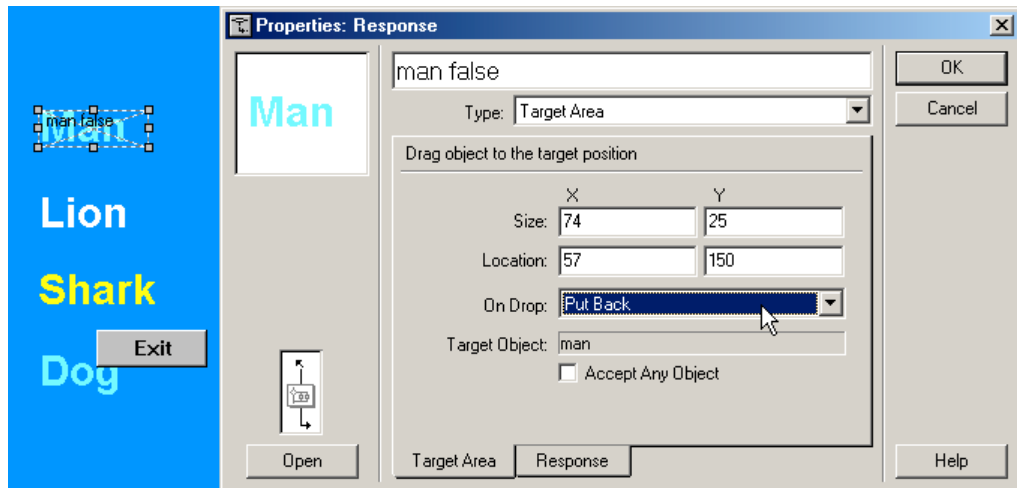 Man
man false
Lion
Shark
Dog
Exit
Properties: Response
Man
Open
man false
Type: Target Area
Drag object to the target position
X Y
Size: 74 25
Location: 57 150
On Drop: Put Back
Target Object: man
Accept Any Object
Target Area Response
OK
Cancel
Help